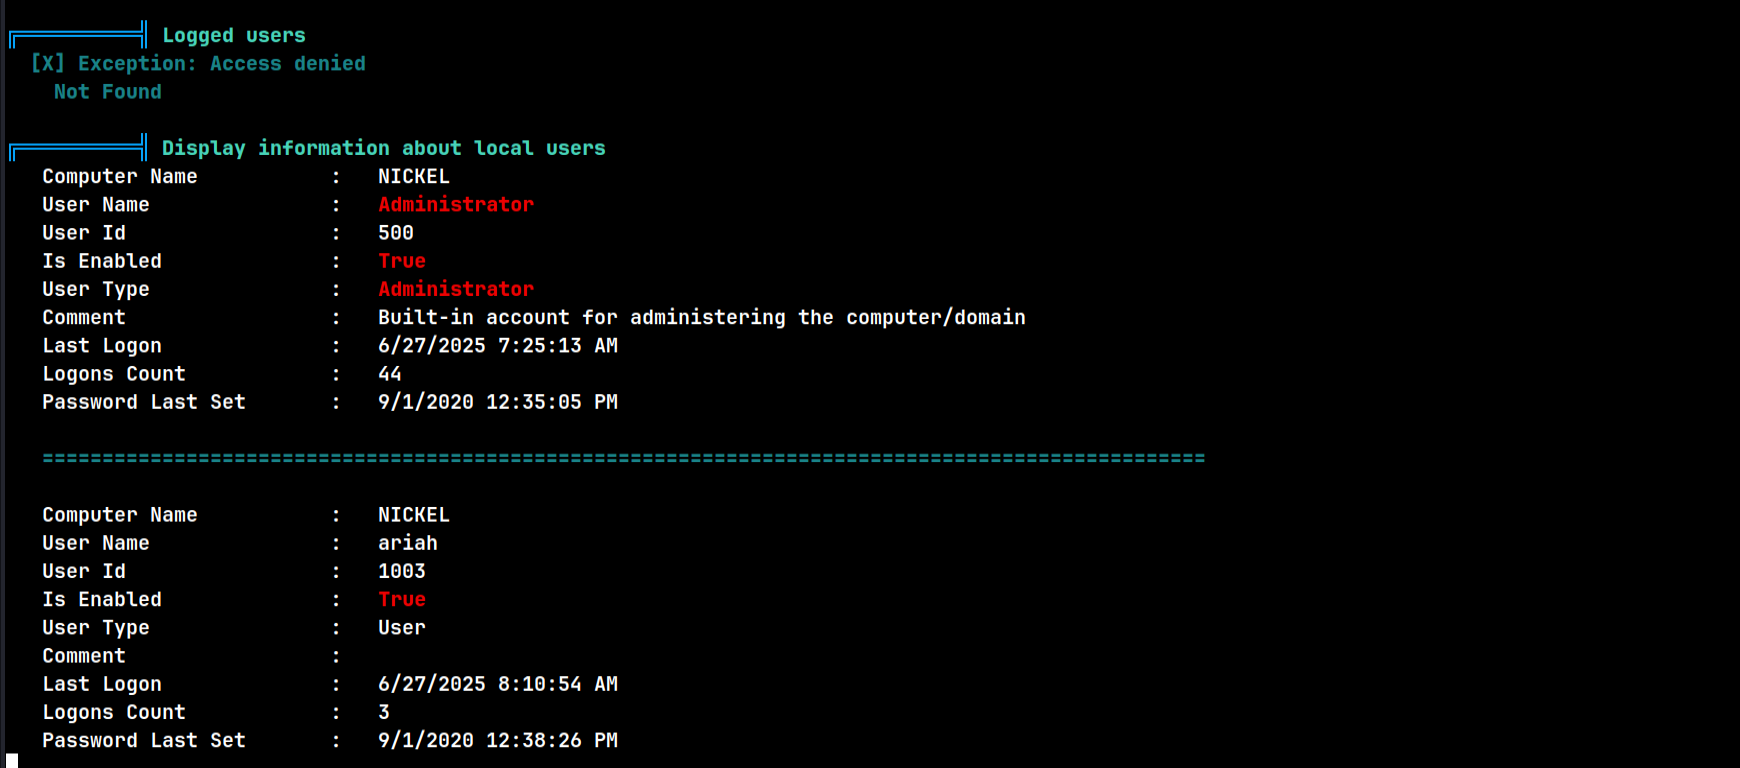 ╔══════════╣ Logged users
[X] Exception: Access denied
Not Found
╔══════════╣ Display information about local users
Computer Name : NICKEL
User Name : Administrator
User Id : 500
Is Enabled : True
User Type : Administrator
Comment : Built-in account for administering the computer/domain
Last Logon : 6/27/2025 7:25:13 AM
Logons Count : 44
Password Last Set : 9/1/2020 12:35:05 PM
=================================================================================================
Computer Name : NICKEL
User Name : ariah
User Id : 1003
Is Enabled : True
User Type : User
Comment :
Last Logon : 6/27/2025 8:10:54 AM
Logons Count : 3
Password Last Set : 9/1/2020 12:38:26 PM